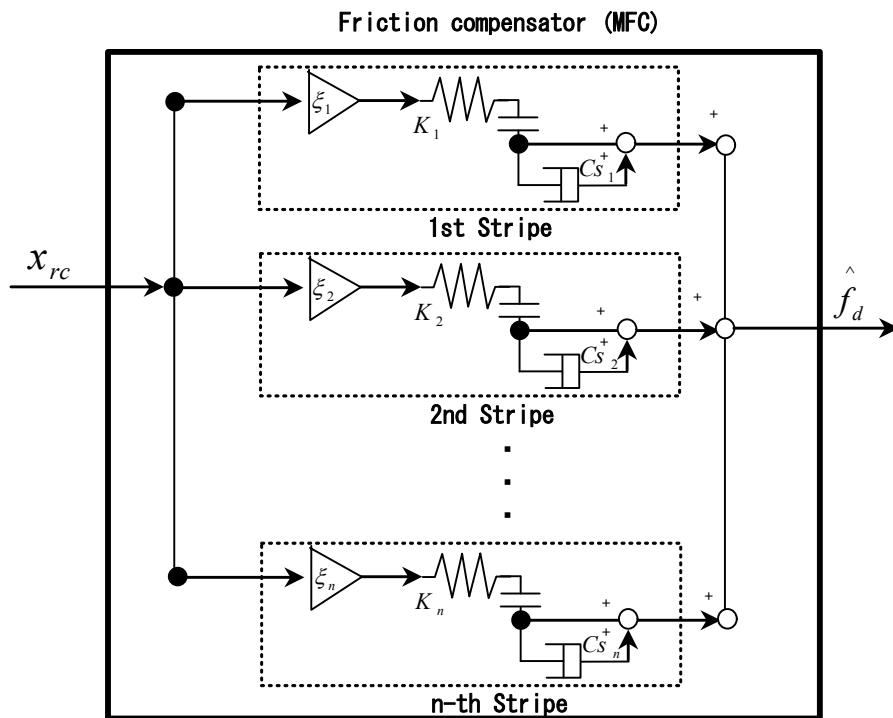 Friction compensator (MFC)
ξ₁
K₁
+
+
Cs₁
+
1st Stripe
x_rc
ξ₂
K₂
+
+
Cs₂
+
f̂_d
2nd Stripe
ξₙ
Kₙ
+
+
Csₙ
+
n-th Stripe